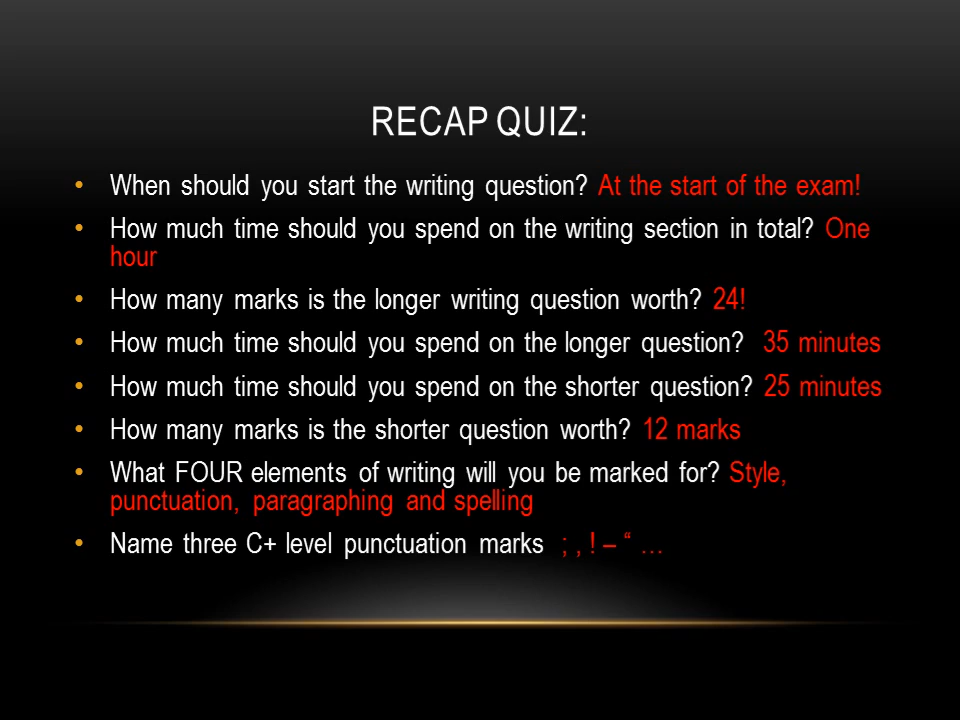 RECAP QUIZ:
• When should you start the writing question? At the start of the exam!
• How much time should you spend on the writing section in total? One
hour
• How many marks is the longer writing question worth? 24!
• How much time should you spend on the longer question?  35 minutes
• How much time should you spend on the shorter question? 25 minutes
• How many marks is the shorter question worth? 12 marks
• What FOUR elements of writing will you be marked for? Style,
punctuation, paragraphing and spelling
• Name three C+ level punctuation marks  ; , ! – “ …